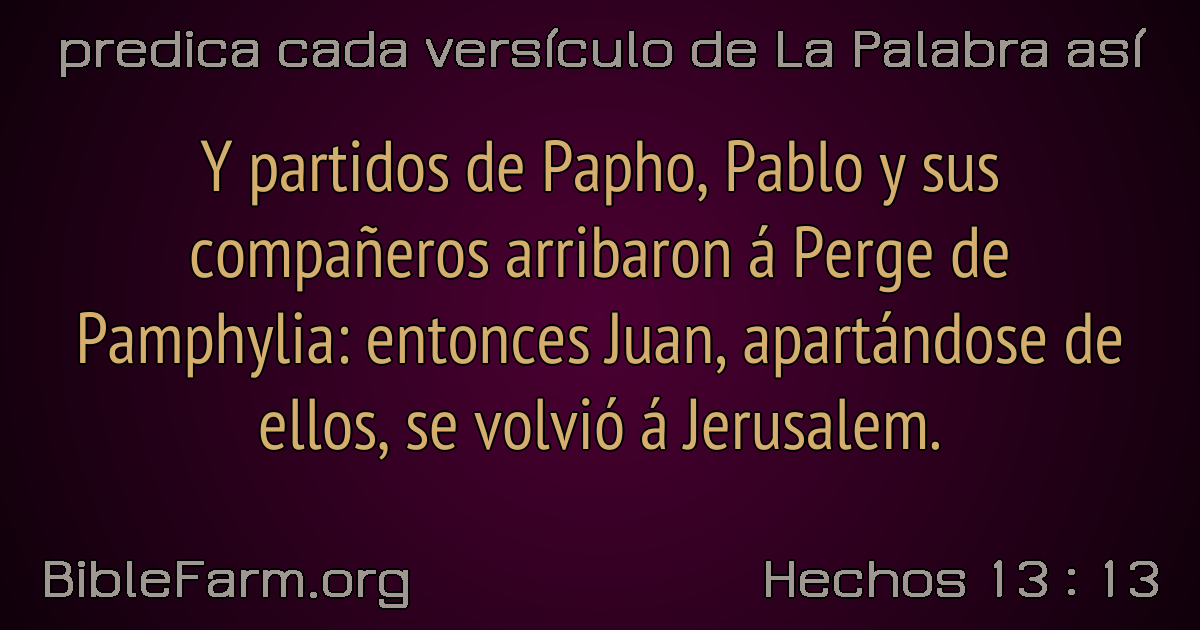 predica cada versículo de La Palabra así
Y partidos de Papho, Pablo y sus
compañeros arribaron á Perge de
Pamphylia: entonces Juan, apartándose de
ellos, se volvió á Jerusalem.
BibleFarm.org
Hechos 13 : 13